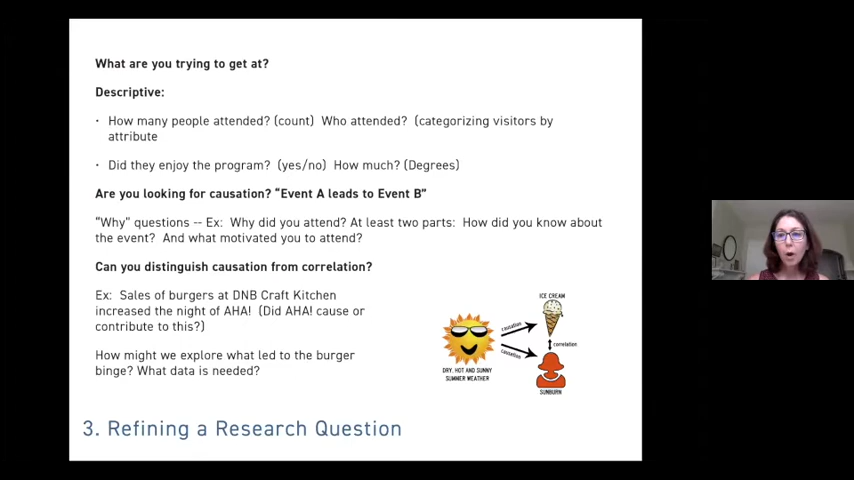 What are you trying to get at?
Descriptive:
• How many people attended? (count) Who attended? (categorizing visitors by
attribute
• Did they enjoy the program? (yes/no) How much? (Degrees)
Are you looking for causation? "Event A leads to Event B"
"Why" questions -- Ex: Why did you attend? At least two parts: How did you know about
the event? And what motivated you to attend?
Can you distinguish causation from correlation?
Ex: Sales of burgers at DNB Craft Kitchen
increased the night of AHA! (Did AHA! cause or
contribute to this?)
How might we explore what led to the burger
binge? What data is needed?
ICE CREAM
causation
correlation
causation
DRY, HOT AND SUNNY
SUMMER WEATHER
SUNBURN
3. Refining a Research Question